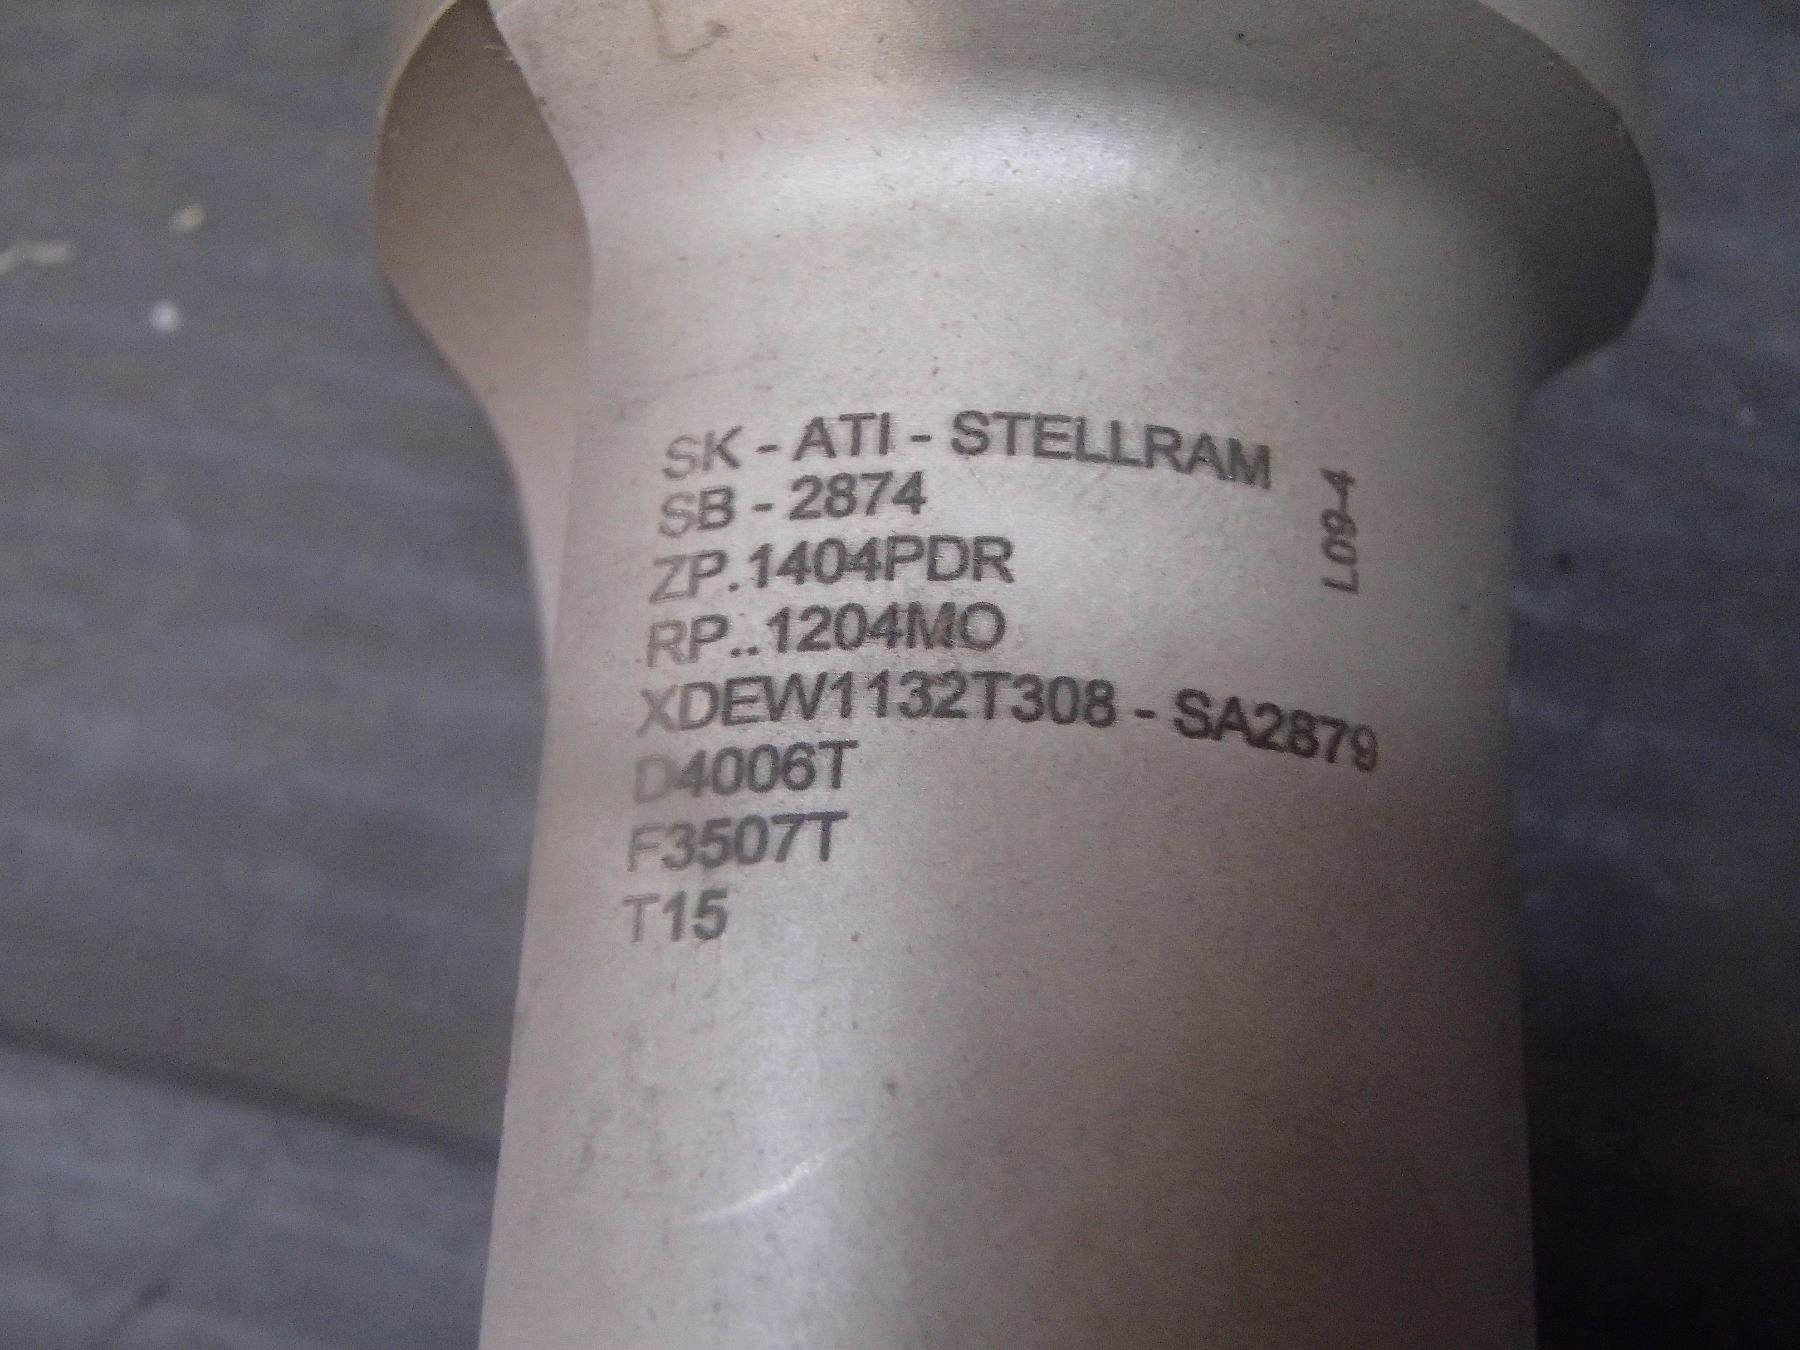 SK - ATI - STELLRAM
SB - 2874
ZP.1404PDR
RP..1204MO
XDEW1132T308 - SA2879
D4006T
F3507T
T15
L09-4